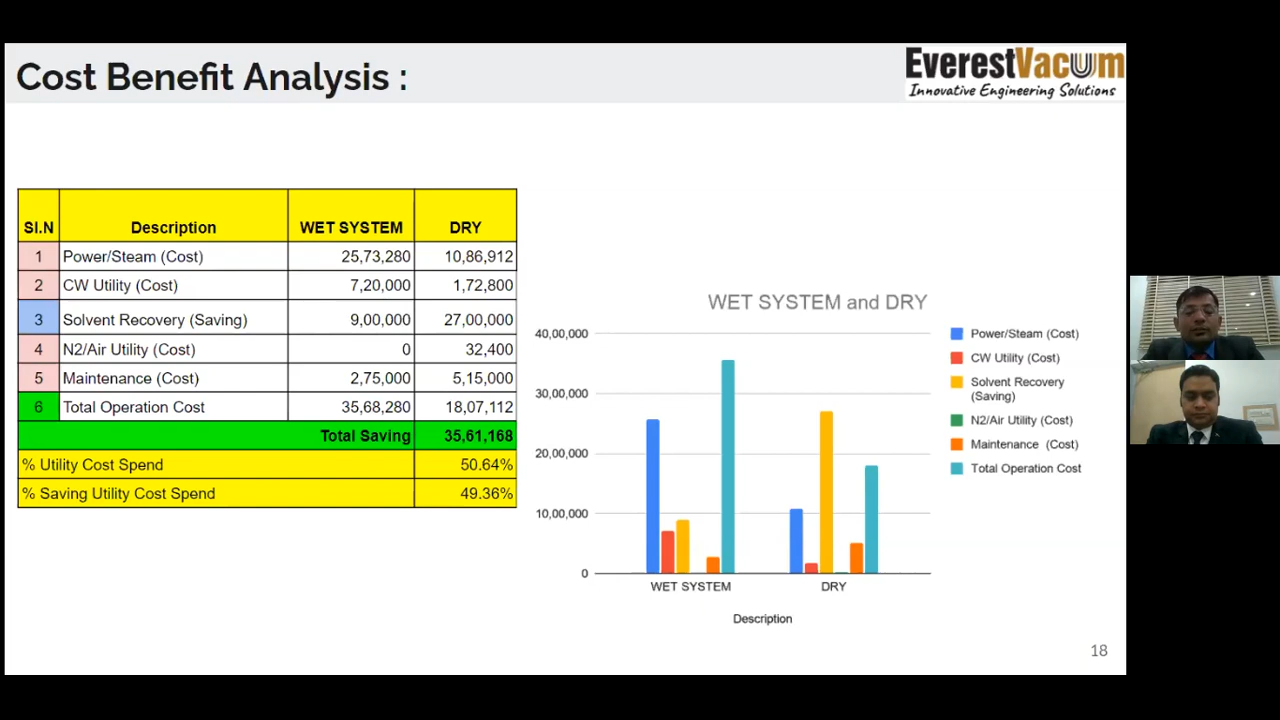 Cost Benefit Analysis :
EverestVacuum
Innovative Engineering Solutions
Sl.N Description WET SYSTEM DRY
1 Power/Steam (Cost) 25,73,280 10,86,912
2 CW Utility (Cost) 7,20,000 1,72,800
3 Solvent Recovery (Saving) 9,00,000 27,00,000
4 N2/Air Utility (Cost) 0 32,400
5 Maintenance (Cost) 2,75,000 5,15,000
6 Total Operation Cost 35,68,280 18,07,112
Total Saving 35,61,168
% Utility Cost Spend 50.64%
% Saving Utility Cost Spend 49.36%
WET SYSTEM and DRY
40,00,000
30,00,000
20,00,000
10,00,000
0
WET SYSTEM DRY
Description
Power/Steam (Cost)
CW Utility (Cost)
Solvent Recovery
(Saving)
N2/Air Utility (Cost)
Maintenance (Cost)
Total Operation Cost
18